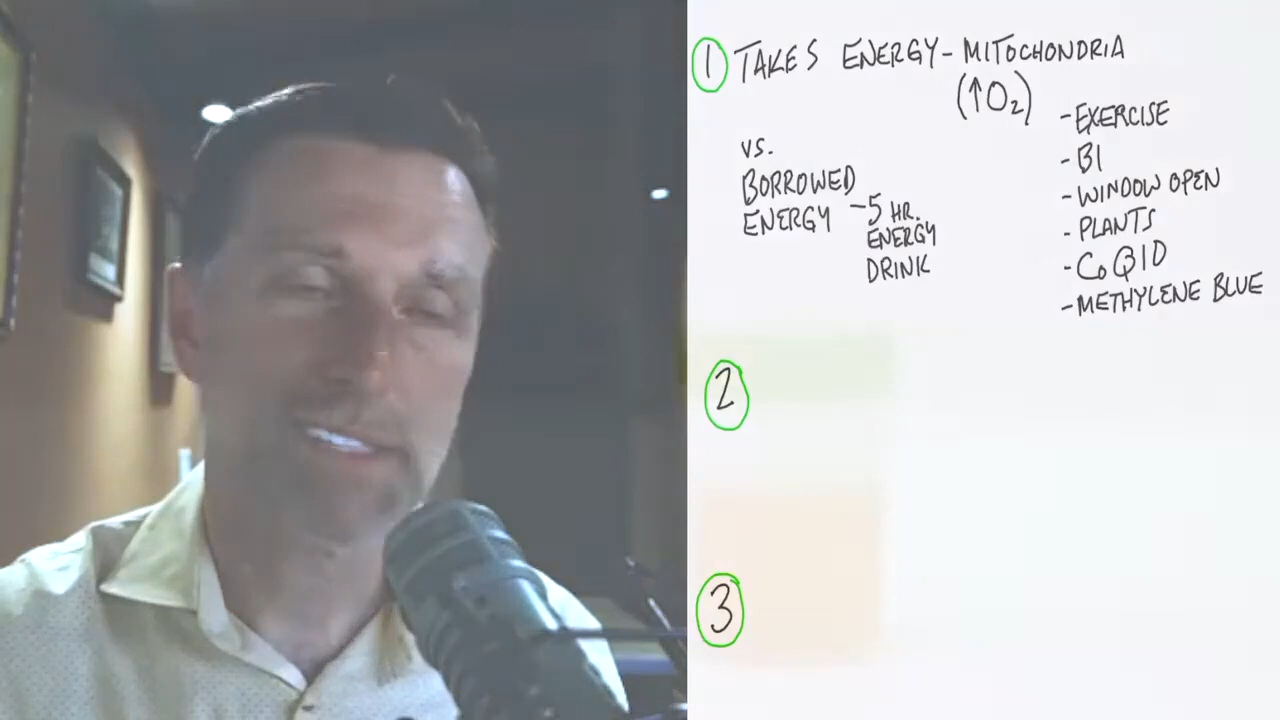 1 TAKES ENERGY - MITOCHONDRIA
(↑O₂)
- EXERCISE
- B1
- WINDOW OPEN
- PLANTS
- CoQ10
- METHYLENE BLUE
vs.
BORROWED
ENERGY
- 5 HR.
ENERGY
DRINK
2
3